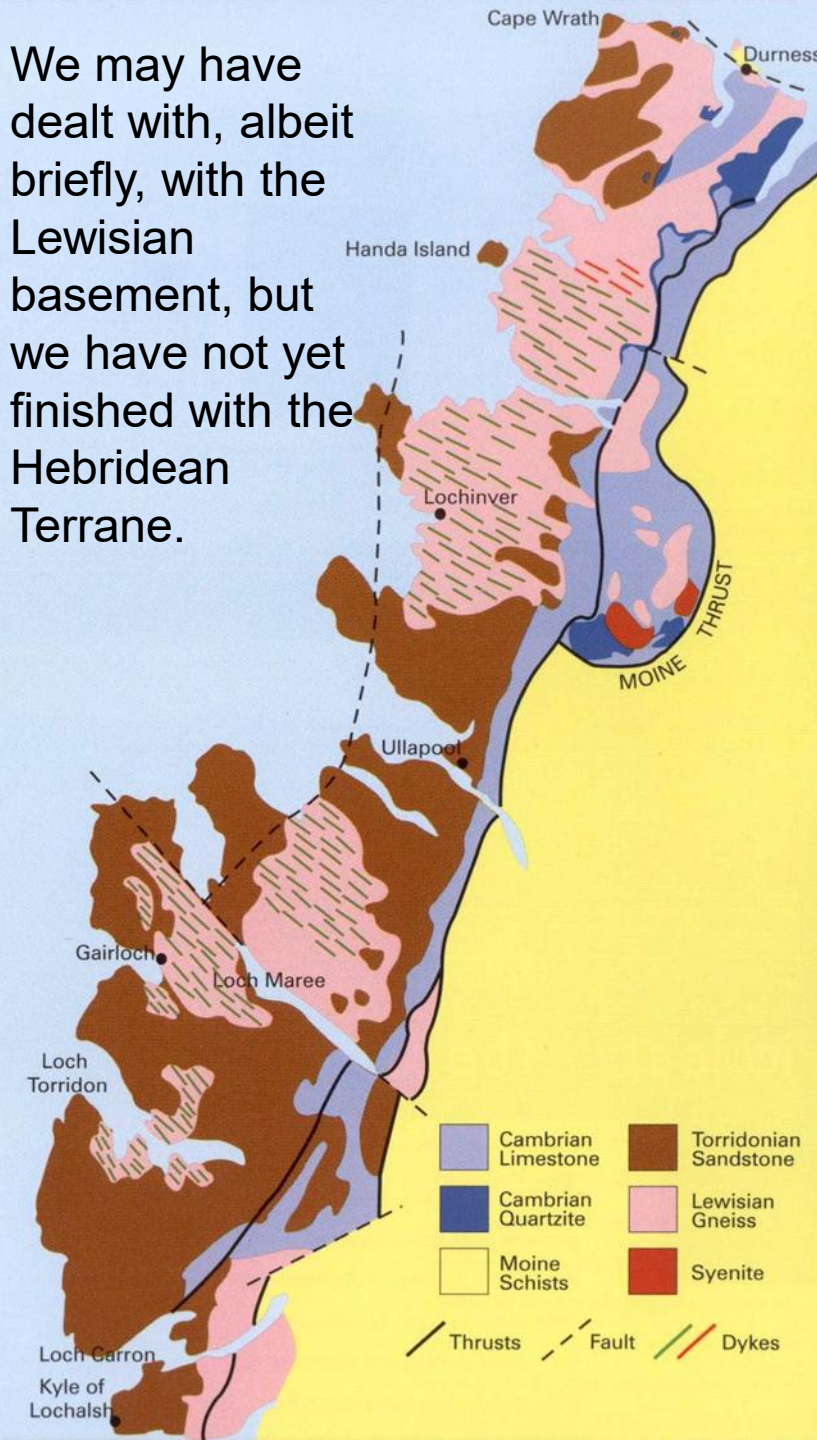 We may have
dealt with, albeit
briefly, with the
Lewisian
basement, but
we have not yet
finished with the
Hebridean
Terrane.
Cape Wrath
Durness
Handa Island
Lochinver
MOINE THRUST
Ullapool
Gairloch
Loch Maree
Loch
Torridon
Loch Carron
Kyle of
Lochalsh
Cambrian
Limestone
Torridonian
Sandstone
Cambrian
Quartzite
Lewisian
Gneiss
Moine
Schists
Syenite
Thrusts
Fault
Dykes